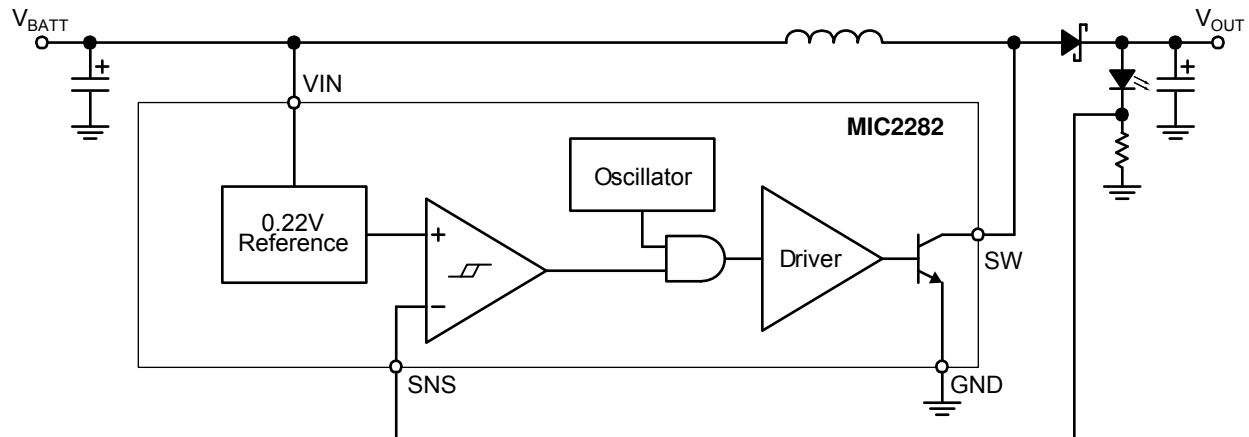 VBATT
VOUT
+
+
VIN
MIC2282
Oscillator
0.22V
Reference
+
−
Driver
SW
SNS
GND